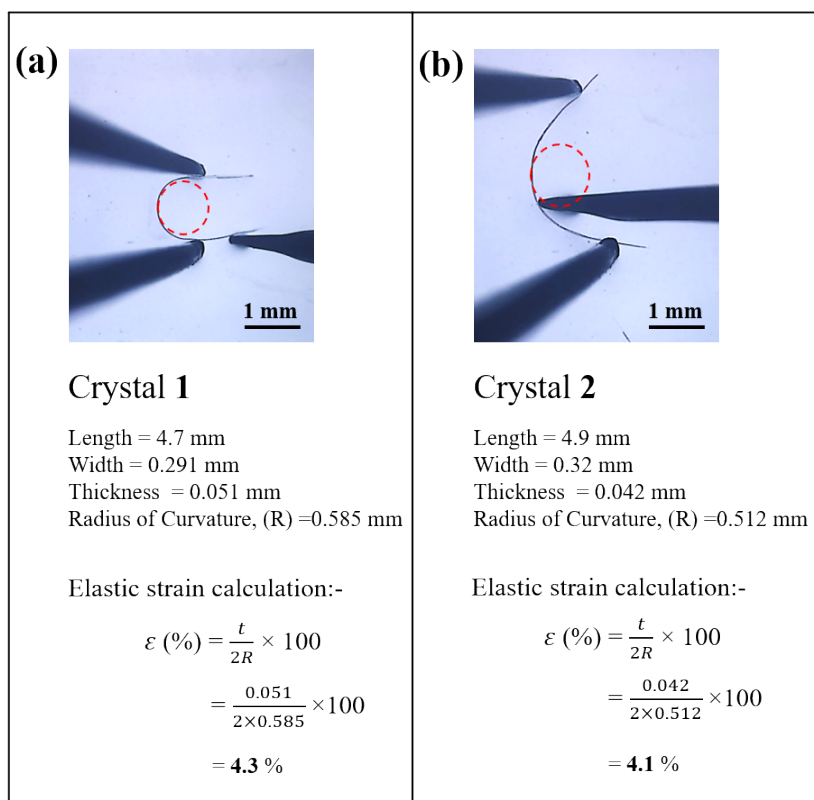 (a)
1 mm
Crystal 1
Length = 4.7 mm
Width = 0.291 mm
Thickness = 0.051 mm
Radius of Curvature, (R) =0.585 mm
Elastic strain calculation:-
ε (%) = t/2R × 100
= 0.051/2×0.585 ×100
= 4.3 %
(b)
1 mm
Crystal 2
Length = 4.9 mm
Width = 0.32 mm
Thickness = 0.042 mm
Radius of Curvature, (R) =0.512 mm
Elastic strain calculation:-
ε (%) = t/2R × 100
= 0.042/2×0.512 ×100
= 4.1 %